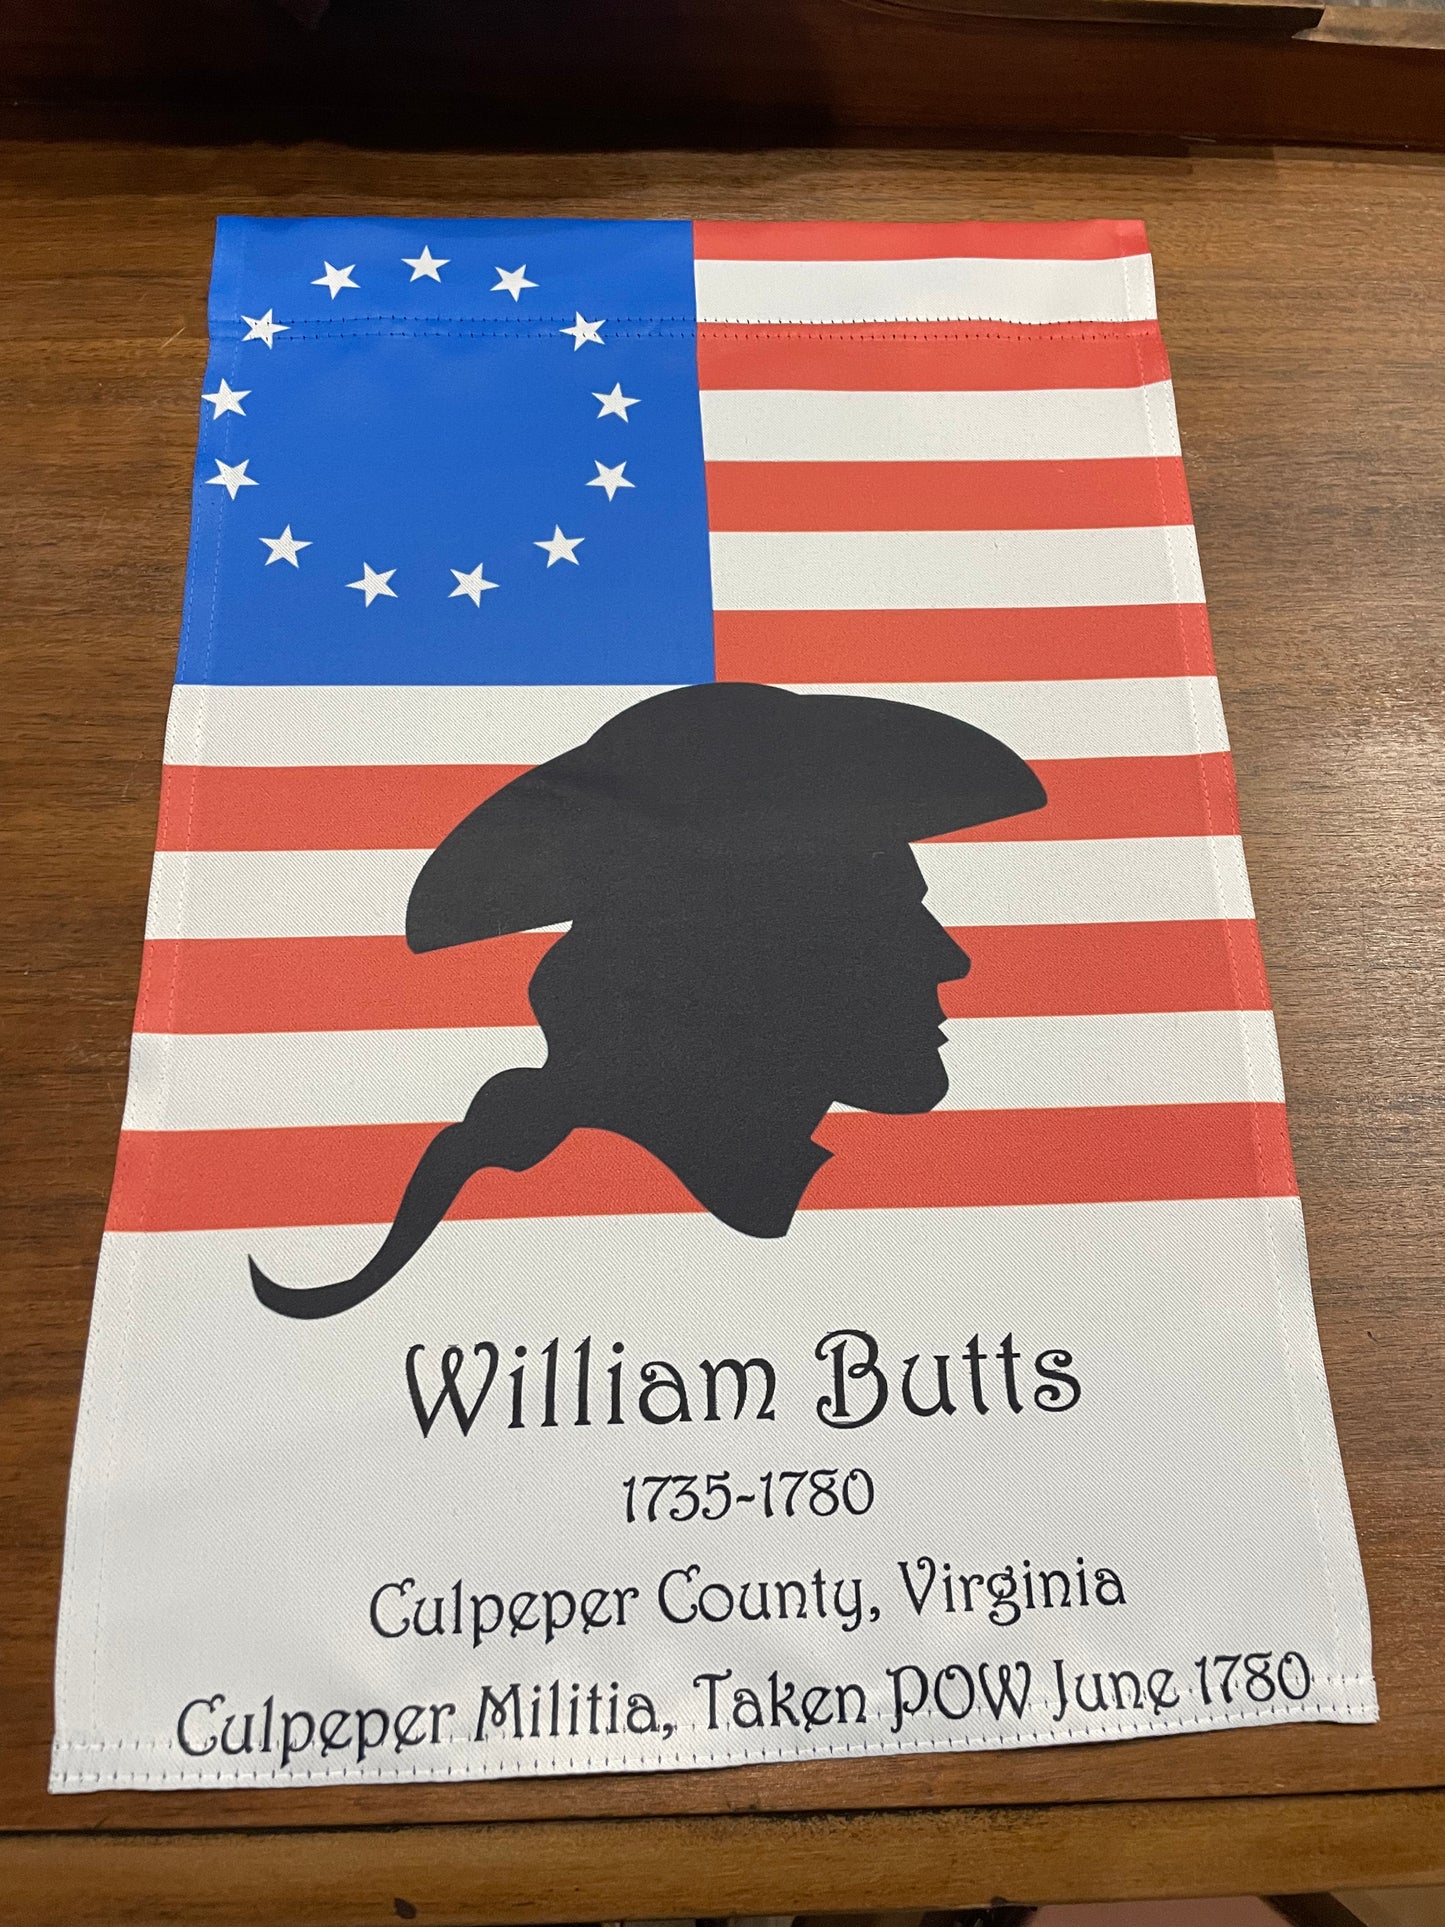 William Butts
1735-1780
Culpeper County, Virginia
Culpeper Militia, Taken POW June 1780